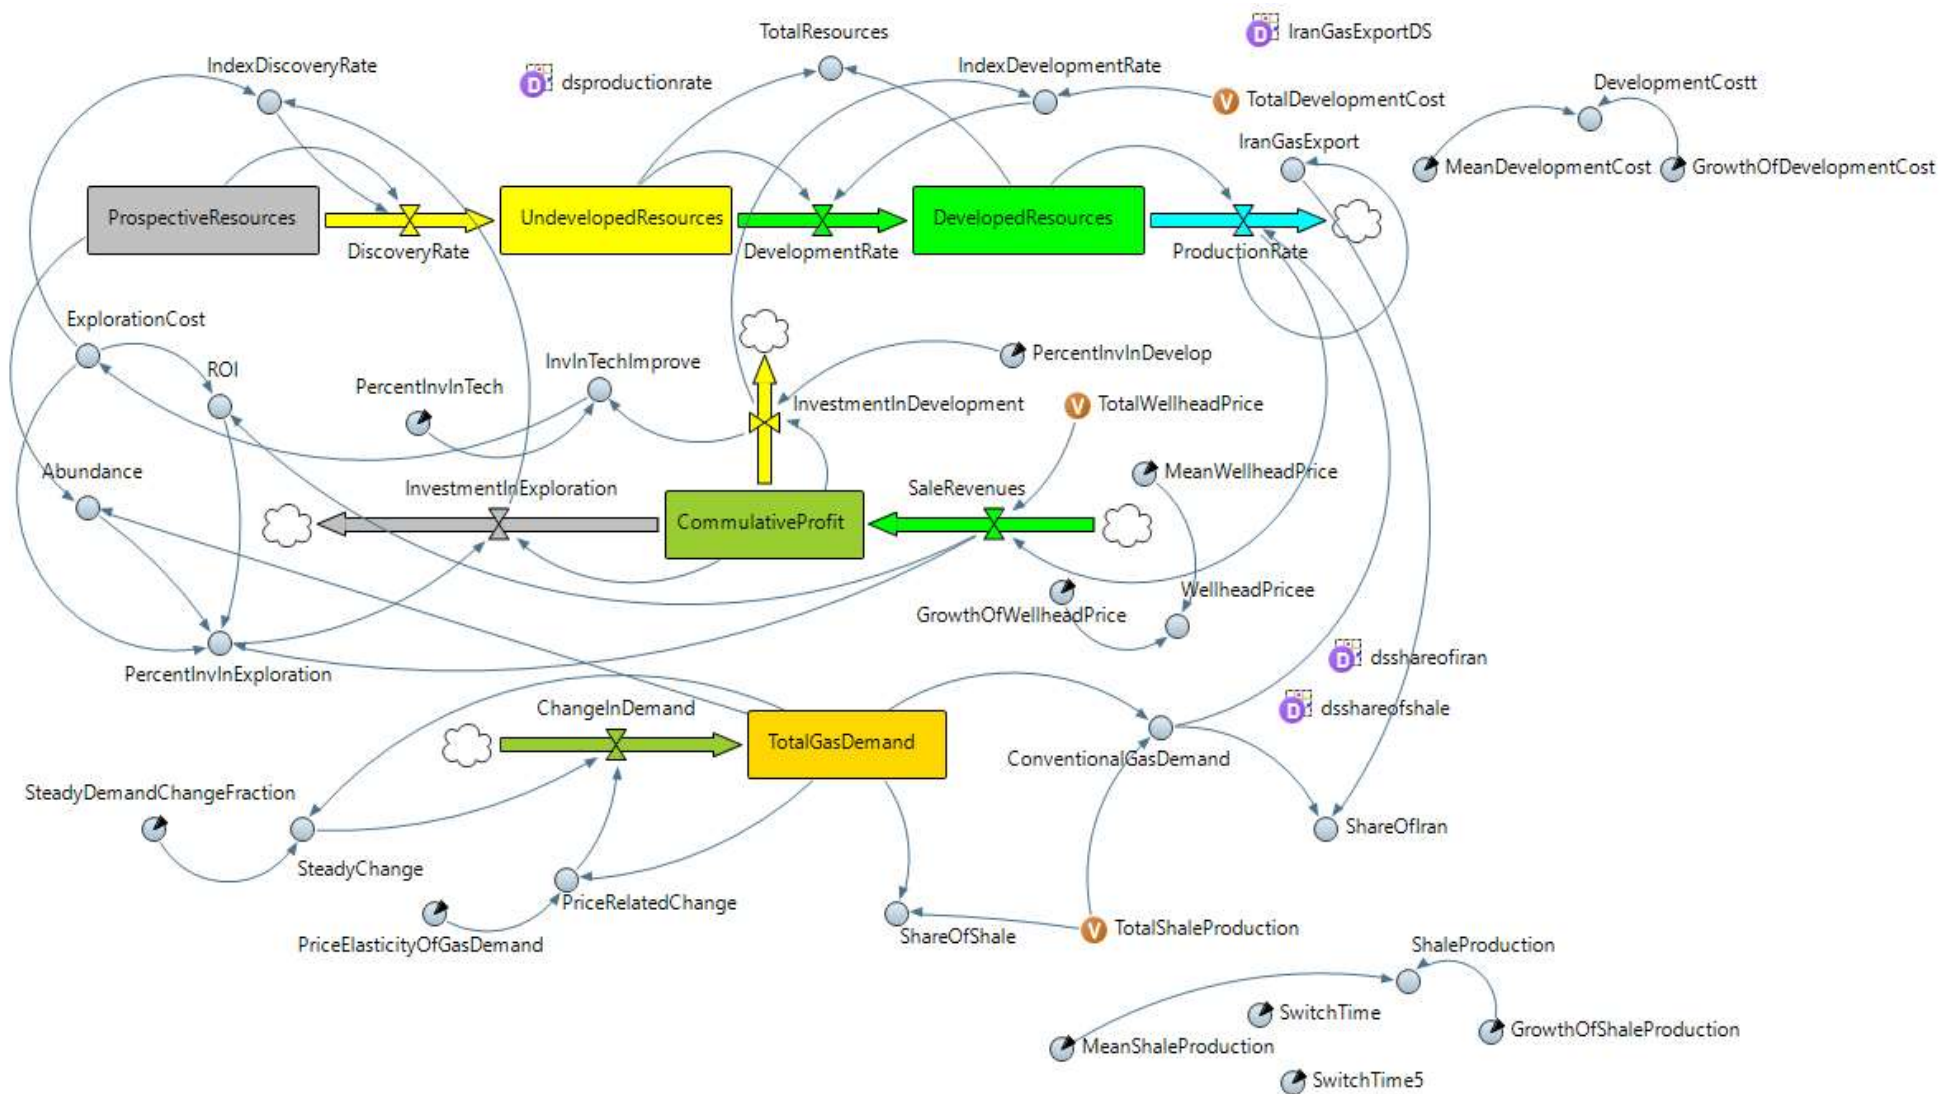 TotalResources
IranGasExportDS
IndexDiscoveryRate
IndexDevelopmentRate
dsproductionrate
DevelopmentCostt
D
D
V
TotalDevelopmentCost
IranGasExport
MeanDevelopmentCost
GrowthOfDevelopmentCost
ProspectiveResources
UndevelopedResources
DevelopedResources
DiscoveryRate
DevelopmentRate
ProductionRate
ExplorationCost
ROI
InvInTechImprove
PercentInvInDevelop
PercentInvInTech
InvestmentInDevelopment
V
TotalWellheadPrice
Abundance
MeanWellheadPrice
InvestmentInExploration
SaleRevenues
CommulativeProfit
WellheadPricee
GrowthOfWellheadPrice
D
dsshareofiran
PercentInvInExploration
ChangeInDemand
D
dsshareofshale
TotalGasDemand
ConventionalGasDemand
SteadyDemandChangeFraction
ShareOfIran
SteadyChange
PriceRelatedChange
PriceElasticityOfGasDemand
ShareOfShale
V
TotalShaleProduction
ShaleProduction
SwitchTime
GrowthOfShaleProduction
MeanShaleProduction
SwitchTime5